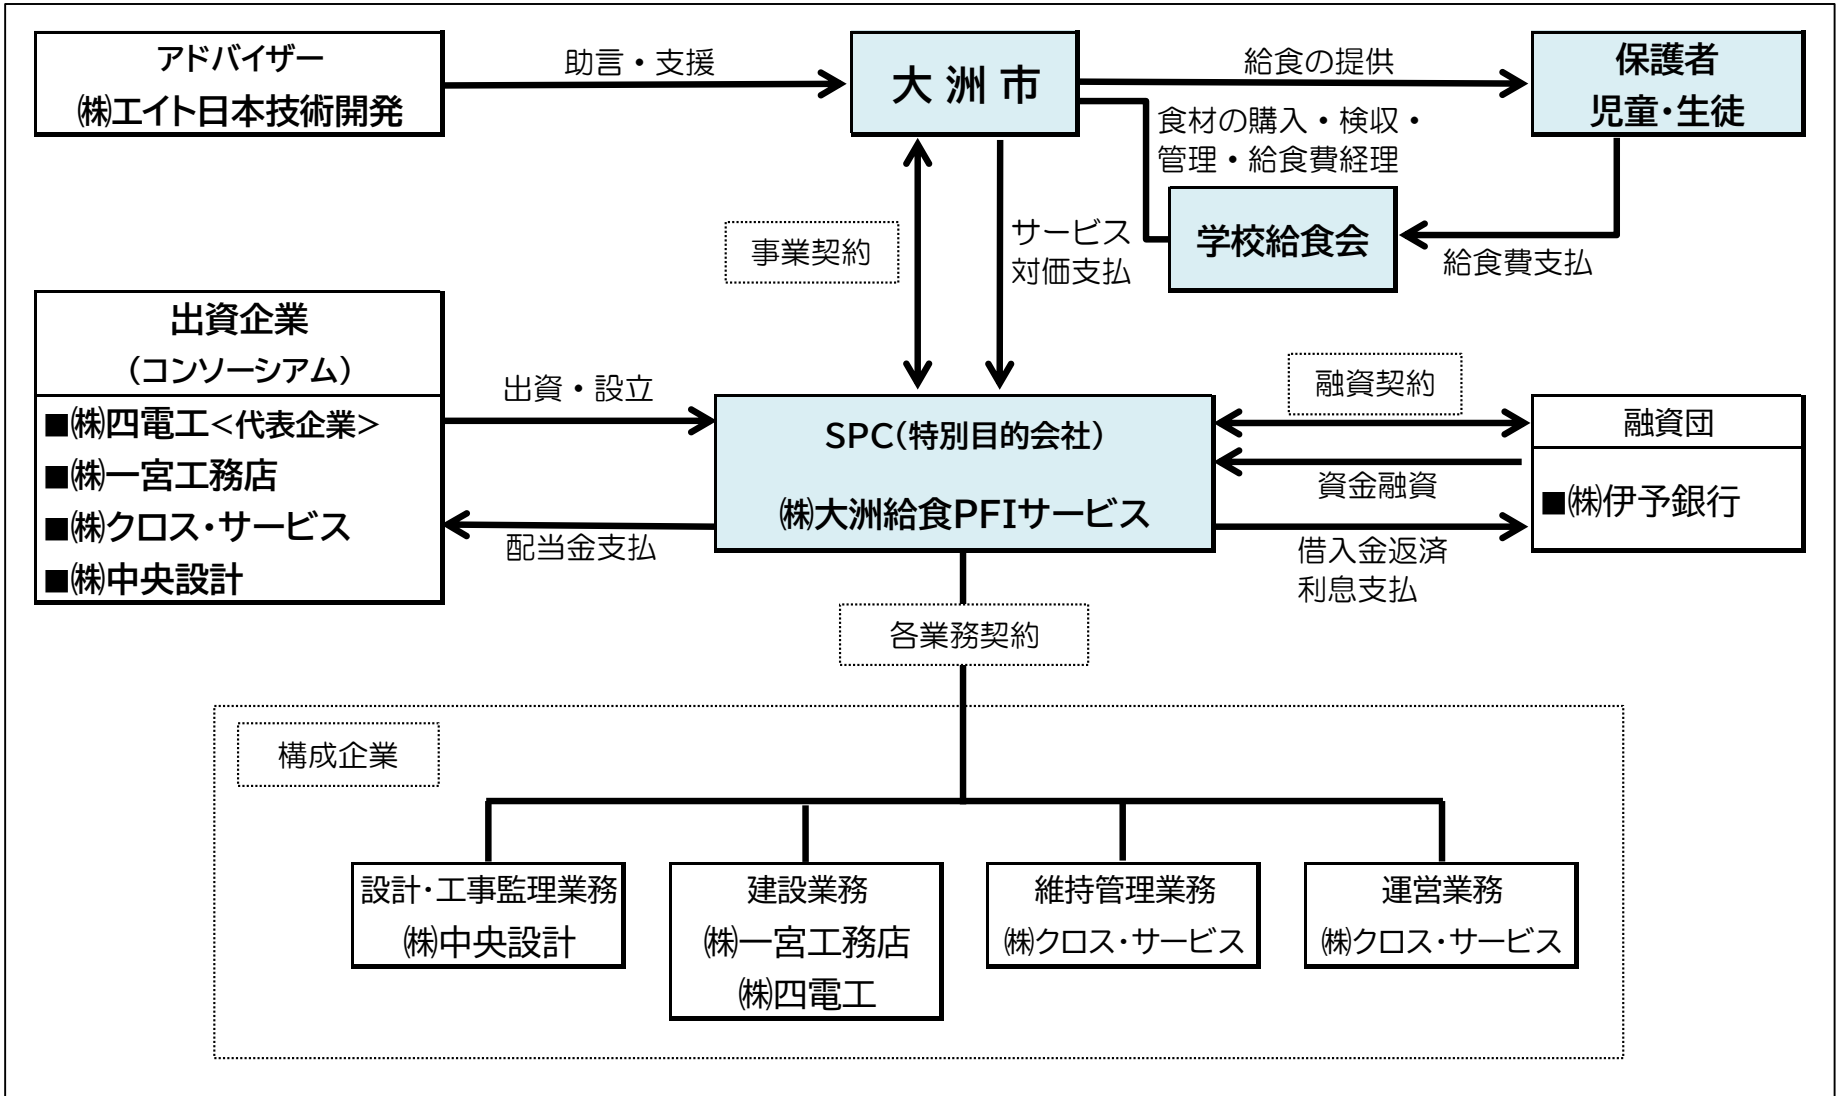 アドバイザー
㈱エイト日本技術開発
助言・支援
大 洲 市
給食の提供
保護者
児童・生徒
食材の購入・検収・
管理・給食費経理
学校給食会
給食費支払
事業契約
サービス
対価支払
出資企業
（コンソーシアム）
■㈱四電工<代表企業>
■㈱一宮工務店
■㈱クロス・サービス
■㈱中央設計
出資・設立
配当金支払
SPC（特別目的会社）
㈱大洲給食PFIサービス
融資契約
資金融資
借入金返済
利息支払
融資団
■㈱伊予銀行
各業務契約
構成企業
設計・工事監理業務
㈱中央設計
建設業務
㈱一宮工務店
㈱四電工
維持管理業務
㈱クロス・サービス
運営業務
㈱クロス・サービス